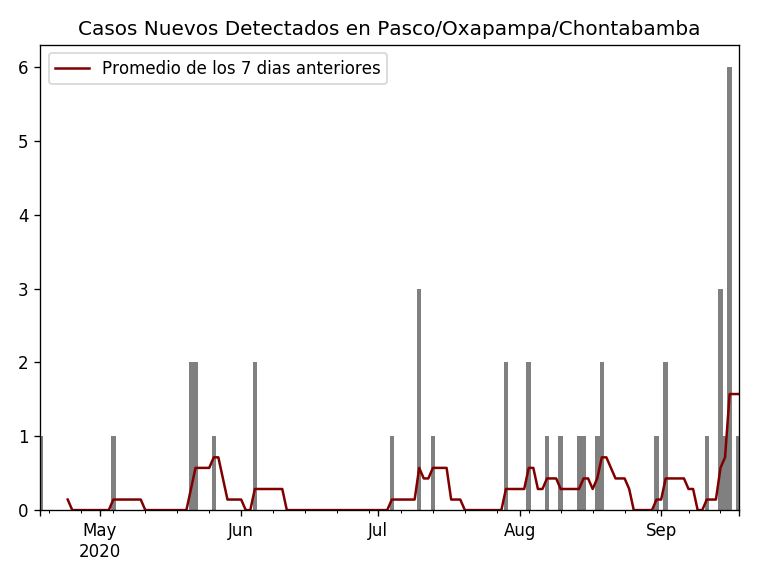 Casos Nuevos Detectados en Pasco/Oxapampa/Chontabamba
Promedio de los 7 dias anteriores
6
5
4
3
2
1
0
May Jun Jul Aug Sep
2020